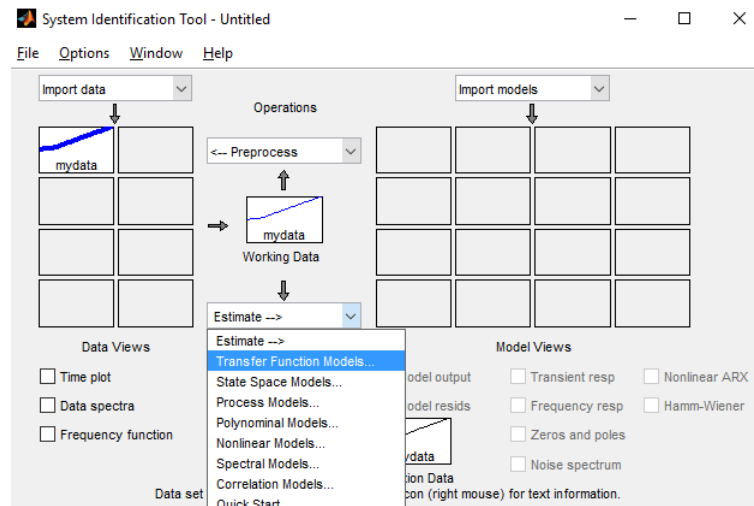 System Identification Tool - Untitled
File Options Window Help
Import data
Import models
Operations
<-- Preprocess
mydata
mydata
Working Data
Estimate -->
Estimate -->
Transfer Function Models...
State Space Models...
Process Models...
Polynominal Models...
Nonlinear Models...
Spectral Models...
Correlation Models...
Quick Start
Data Views
Time plot
Data spectra
Frequency function
Model Views
odel output Transient resp Nonlinear ARX
odel resids Frequency resp Hamm-Wiener
Zeros and poles
Noise spectrum
ydata
ion Data
Data set
con (right mouse) for text information.